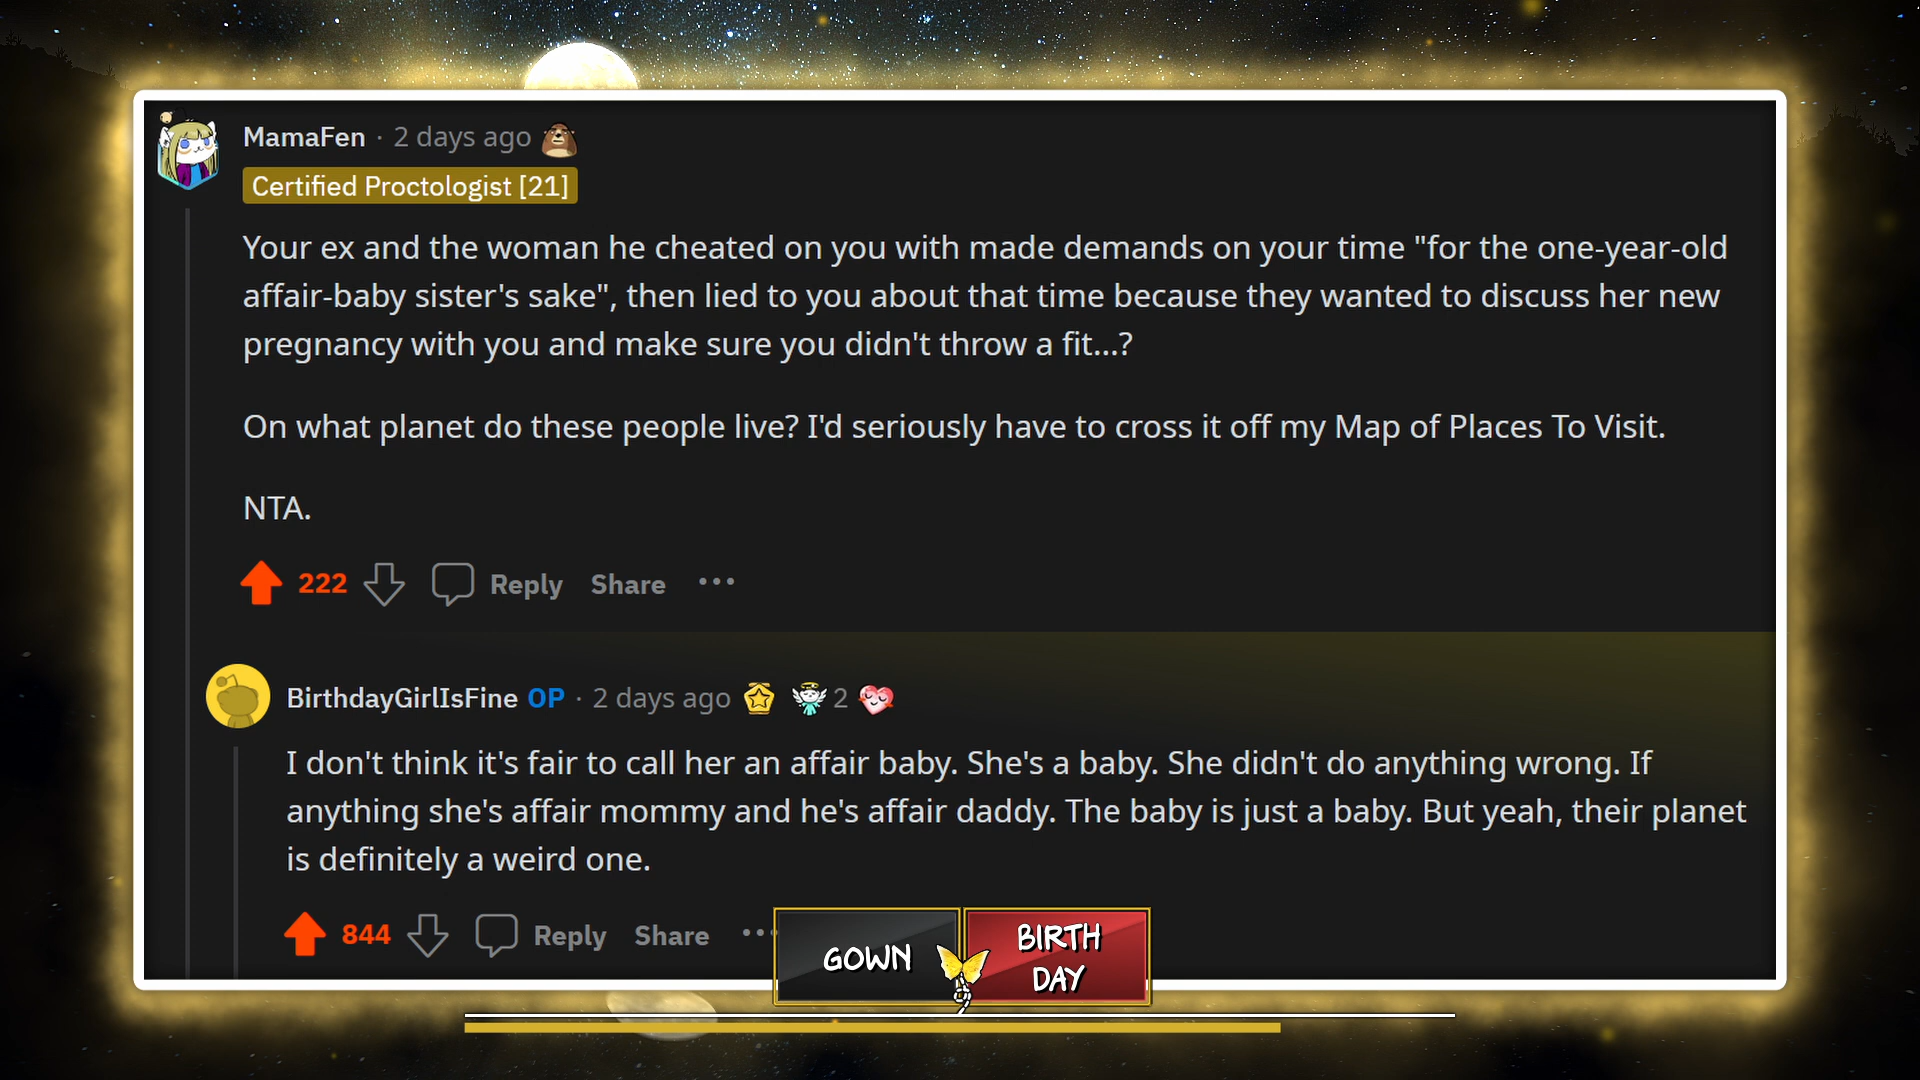 MamaFen · 2 days ago
Certified Proctologist [21]
Your ex and the woman he cheated on you with made demands on your time "for the one-year-old
affair-baby sister's sake", then lied to you about that time because they wanted to discuss her new
pregnancy with you and make sure you didn't throw a fit...?
On what planet do these people live? I'd seriously have to cross it off my Map of Places To Visit.
NTA.
222 Reply Share ···
BirthdayGirlIsFine OP · 2 days ago 2
I don't think it's fair to call her an affair baby. She's a baby. She didn't do anything wrong. If
anything she's affair mommy and he's affair daddy. The baby is just a baby. But yeah, their planet
is definitely a weird one.
844 Reply Share ···
GOWN
BIRTH
DAY